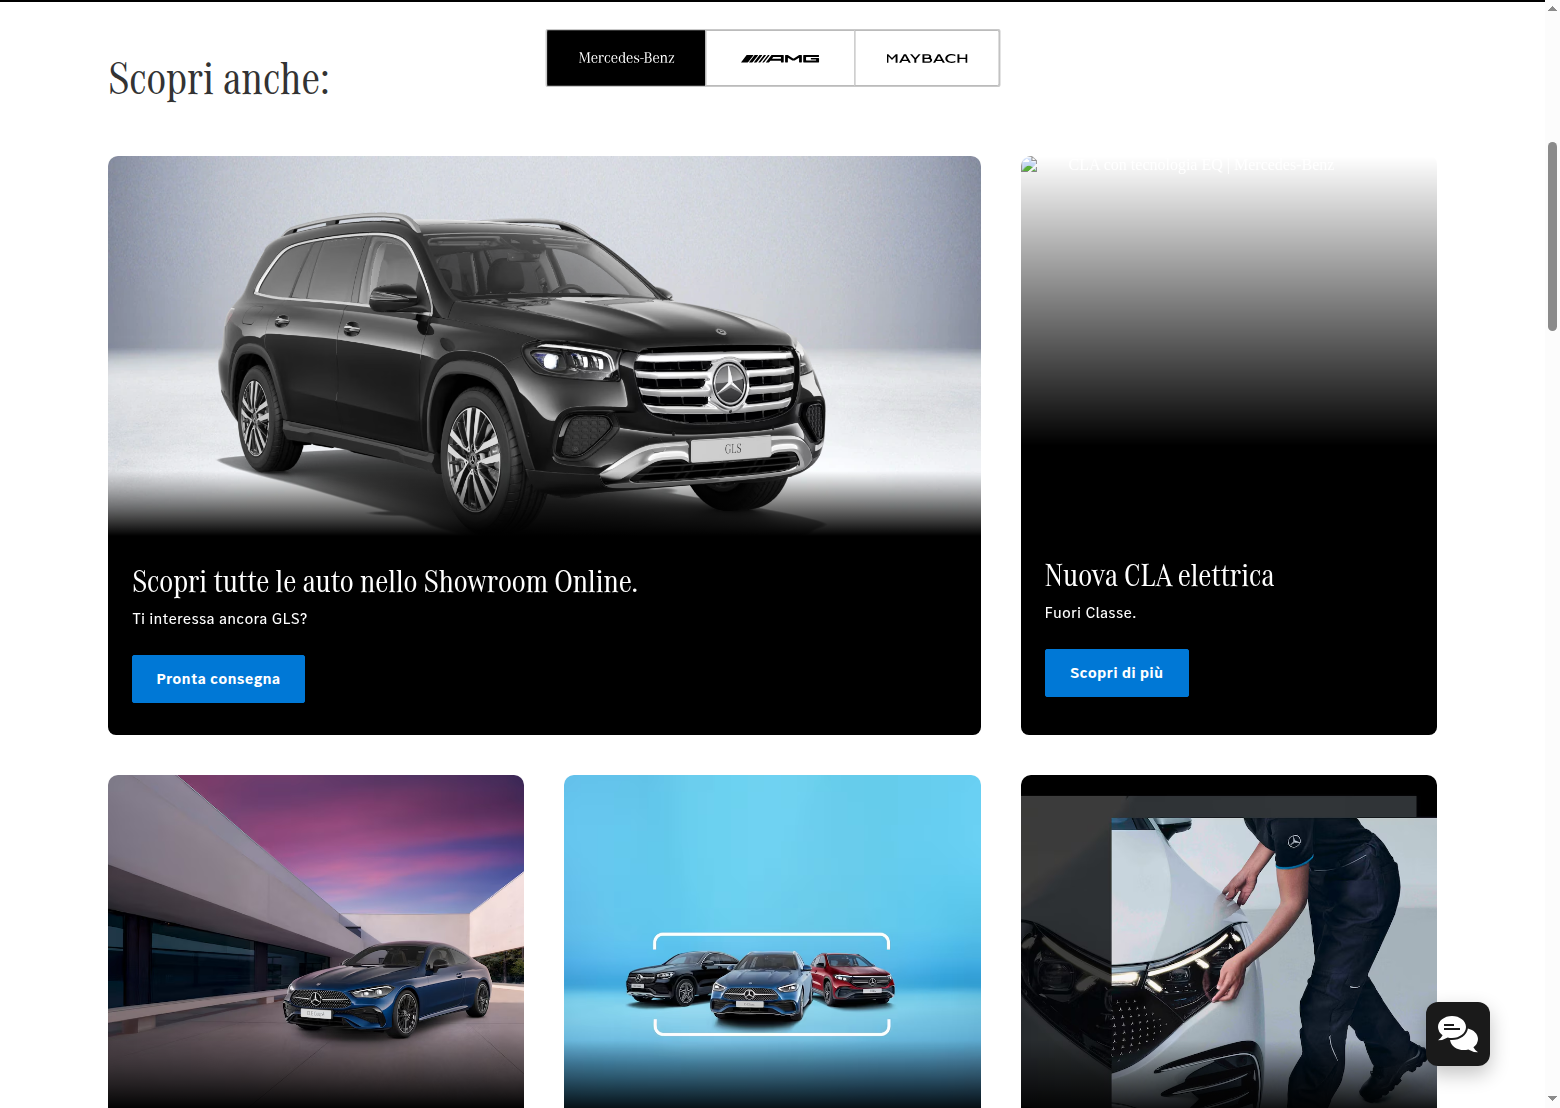 Scopri anche:
Mercedes-Benz
AMG
MAYBACH
CLA con tecnologia EQ | Mercedes-Benz
GLS
Scopri tutte le auto nello Showroom Online.
Ti interessa ancora GLS?
Pronta consegna
Nuova CLA elettrica
Fuori Classe.
Scopri di più